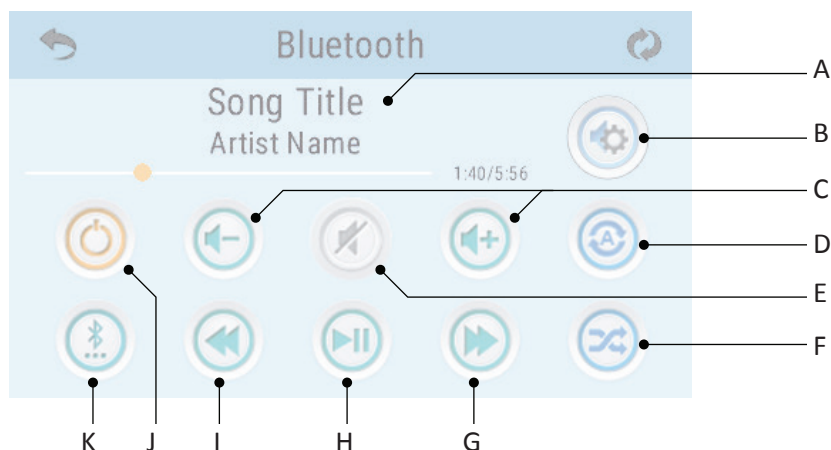 Bluetooth
A
Song Title
B
Artist Name
1:40/5:56
C
A
D
E
F
K
J
I
H
G